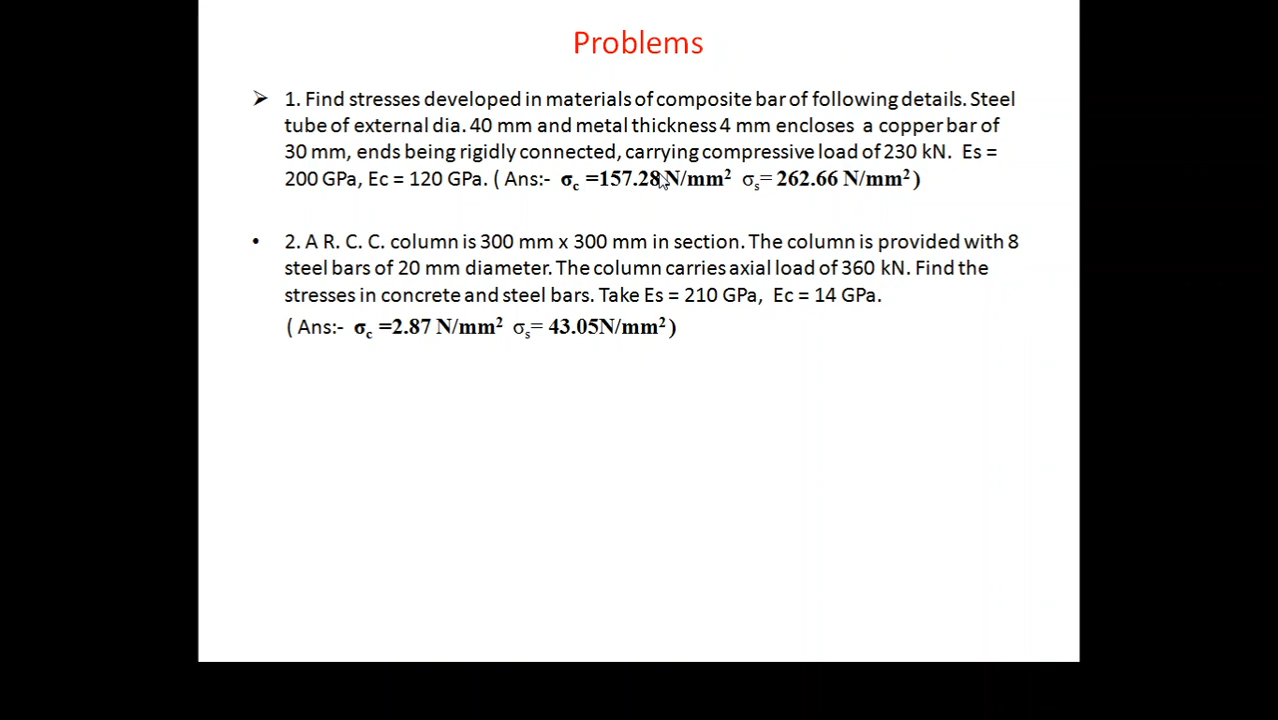 Problems
➢ 1. Find stresses developed in materials of composite bar of following details. Steel
tube of external dia. 40 mm and metal thickness 4 mm encloses a copper bar of
30 mm, ends being rigidly connected, carrying compressive load of 230 kN. Es =
200 GPa, Ec = 120 GPa. ( Ans:- σc =157.28 N/mm² σs= 262.66 N/mm² )
• 2. A R. C. C. column is 300 mm x 300 mm in section. The column is provided with 8
steel bars of 20 mm diameter. The column carries axial load of 360 kN. Find the
stresses in concrete and steel bars. Take Es = 210 GPa, Ec = 14 GPa.
( Ans:- σc =2.87 N/mm² σs= 43.05N/mm² )